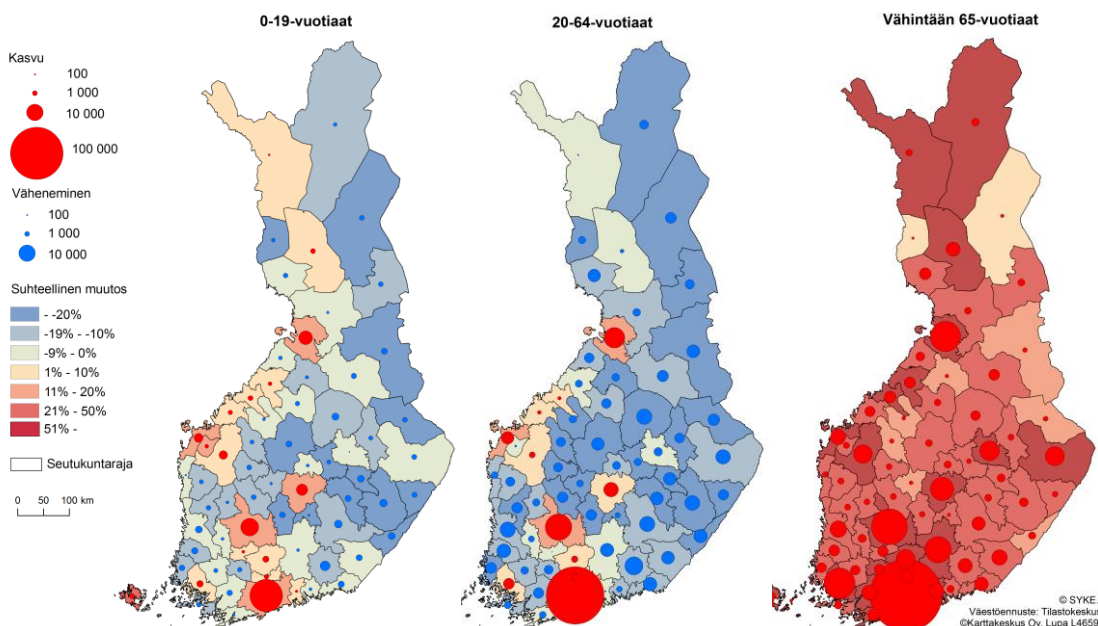 0-19-vuotiaat
20-64-vuotiaat
Vähintään 65-vuotiaat
Kasvu
100
1 000
10 000
100 000
Väheneminen
100
1 000
10 000
Suhteellinen muutos
- -20%
-19% - -10%
-9% - 0%
1% - 10%
11% - 20%
21% - 50%
51% -
Seutukuntaraja
0 50 100 km
© SYKE.
Väestöennuste: Tilastokeskus
©Karttakeskus Oy, Lupa L4659